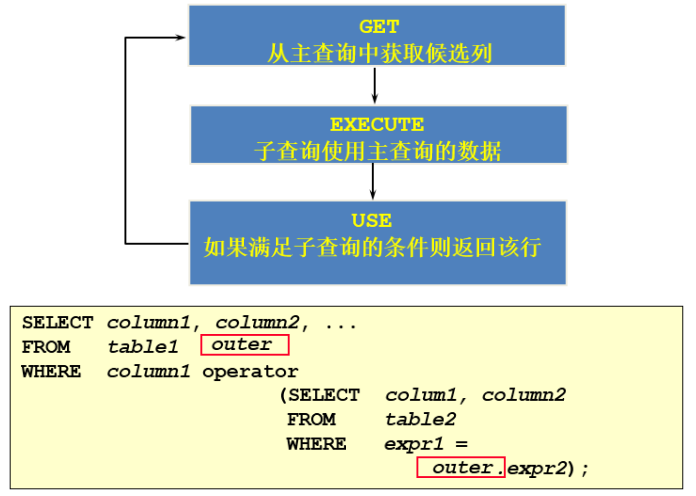 GET
从主查询中获取候选列
EXECUTE
子查询使用主查询的数据
USE
如果满足子查询的条件则返回该行
SELECT column1, column2, ...
FROM table1 outer
WHERE column1 operator
(SELECT colum1, column2
FROM table2
WHERE expr1 =
outer.expr2);